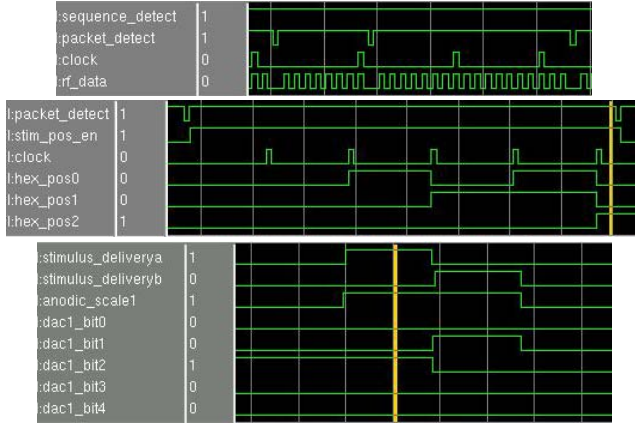 l:sequence_detect 1
l:packet_detect 1
l:clock 0
l:rf_data 0
l:packet_detect 1
l:stim_pos_en 1
l:clock 0
l:hex_pos0 0
l:hex_pos1 0
l:hex_pos2 1
l:stimulus_deliverya 1
l:stimulus_deliveryb 0
l:anodic_scale1 1
l:dac1_bit0 0
l:dac1_bit1 0
l:dac1_bit2 1
l:dac1_bit3 0
l:dac1_bit4 0